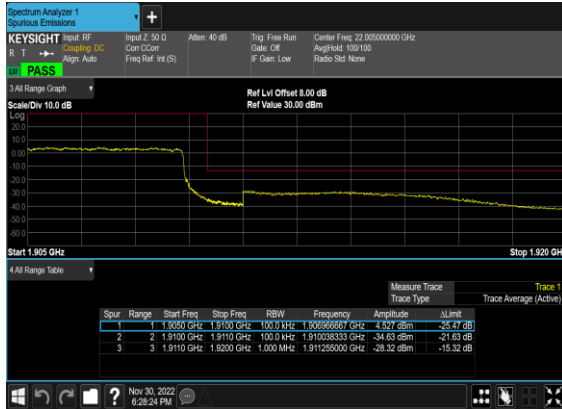 Spectrum Analyzer 1
Spurious Emissions
+
KEYSIGHT Input: RF Input Z: 50 Ω Atten: 40 dB Trig: Free Run Center Freq: 22.005000000 GHz
R T Coupling: DC Corr CCorr Gate: Off Avg|Hold: 100/100
Align: Auto Freq Ref: Int (S) IF Gain: Low Radio Std: None
PASS
3 All Range Graph
Ref Lvl Offset 8.00 dB
Scale/Div 10.0 dB Ref Value 30.00 dBm
Log
20.0
10.0
0.00
-10.0
-20.0
-30.0
-40.0
-50.0
-60.0
Start 1.905 GHz Stop 1.920 GH
4 All Range Table
Measure Trace Trace 1
Trace Type Trace Average (Active)
Spur Range Start Freq Stop Freq RBW Frequency Amplitude ΔLimit
1 1 1.9050 GHz 1.9100 GHz 100.0 kHz 1.906966667 GHz 4.527 dBm -25.47 dB
2 2 1.9100 GHz 1.9110 GHz 100.0 kHz 1.910038333 GHz -34.63 dBm -21.63 dB
3 3 1.9110 GHz 1.9200 GHz 1.000 MHz 1.911255000 GHz -28.32 dBm -15.32 dB
?
Nov 30, 2022
6:28:24 PM